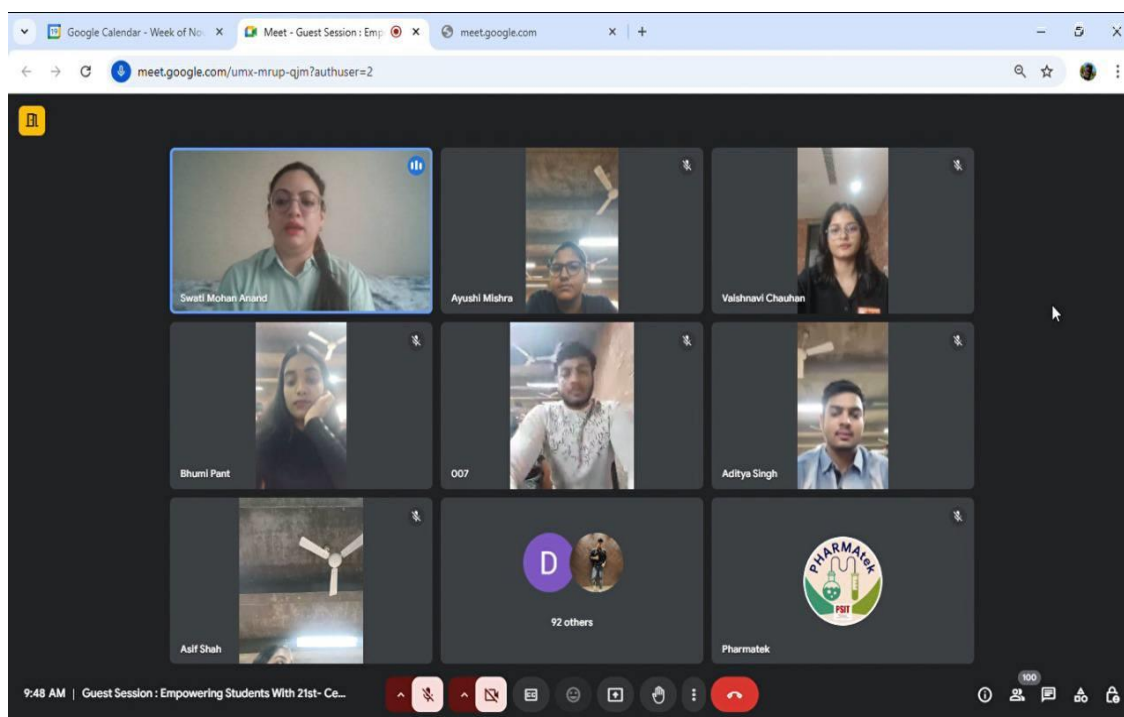 Google Calendar - Week of No
Meet - Guest Session : Emp
meet.google.com
meet.google.com/umx-mrup-qjm?authuser=2
Swati Mohan Anand
Ayushi Mishra
Vaishnavi Chauhan
Bhumi Pant
007
Aditya Singh
Asif Shah
D
92 others
PHARMAtek
PSIT
Pharmatek
100
9:48 AM | Guest Session : Empowering Students With 21st- Ce...